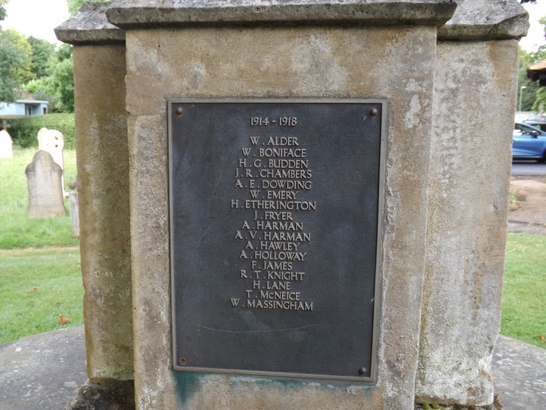 1914 - 1918
W. ALDER
W. BONIFACE
H. G. BUDDEN
J. R. CHAMBERS
A. E. DOWDING
W. EMERY
H. ETHERINGTON
J. FRYER
A. HARMAN
A. V. HARMAN
A. HAWLEY
A. HOLLOWAY
F. JAMES
R. T. KNIGHT
H. LANE
T. MCNEICE
W. MASSINGHAM